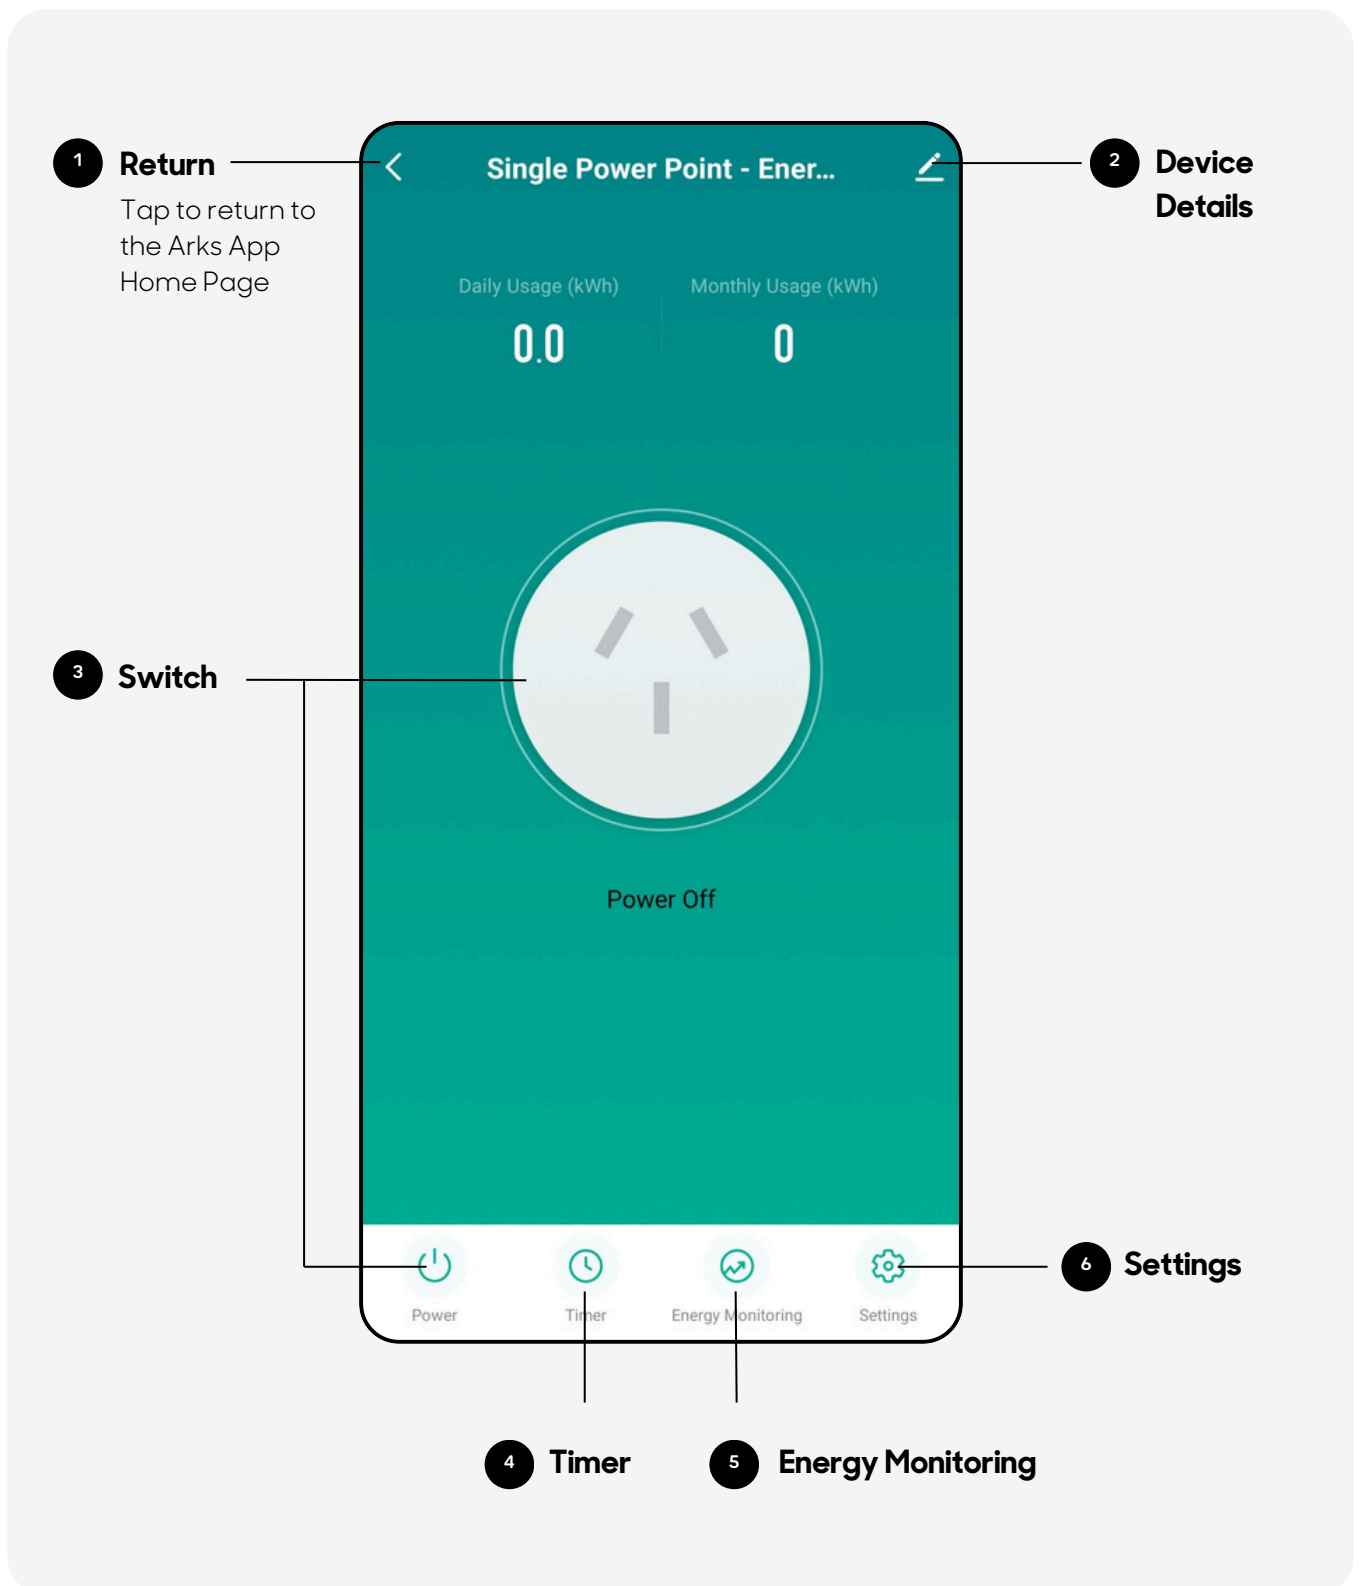 1 Return
Tap to return to
the Arks App
Home Page
Single Power Point - Ener...
2 Device
Details
Daily Usage (kWh) Monthly Usage (kWh)
0.0 0
3 Switch
Power Off
Power Timer Energy Monitoring Settings
6 Settings
4 Timer 5 Energy Monitoring